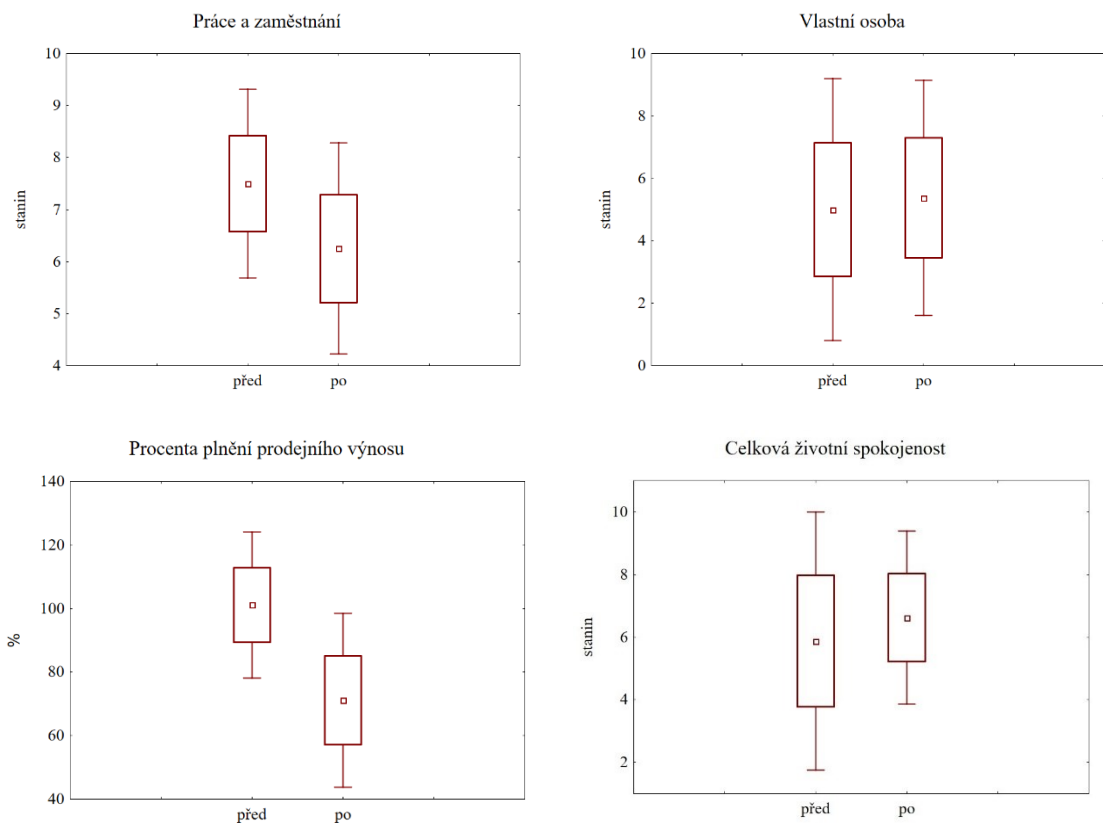 Práce a zaměstnání
stanin
10
9
8
7
6
5
4
před po
Vlastní osoba
stanin
10
8
6
4
2
0
před po
Procenta plnění prodejního výnosu
%
140
120
100
80
60
40
před po
Celková životní spokojenost
stanin
10
8
6
4
2
před po